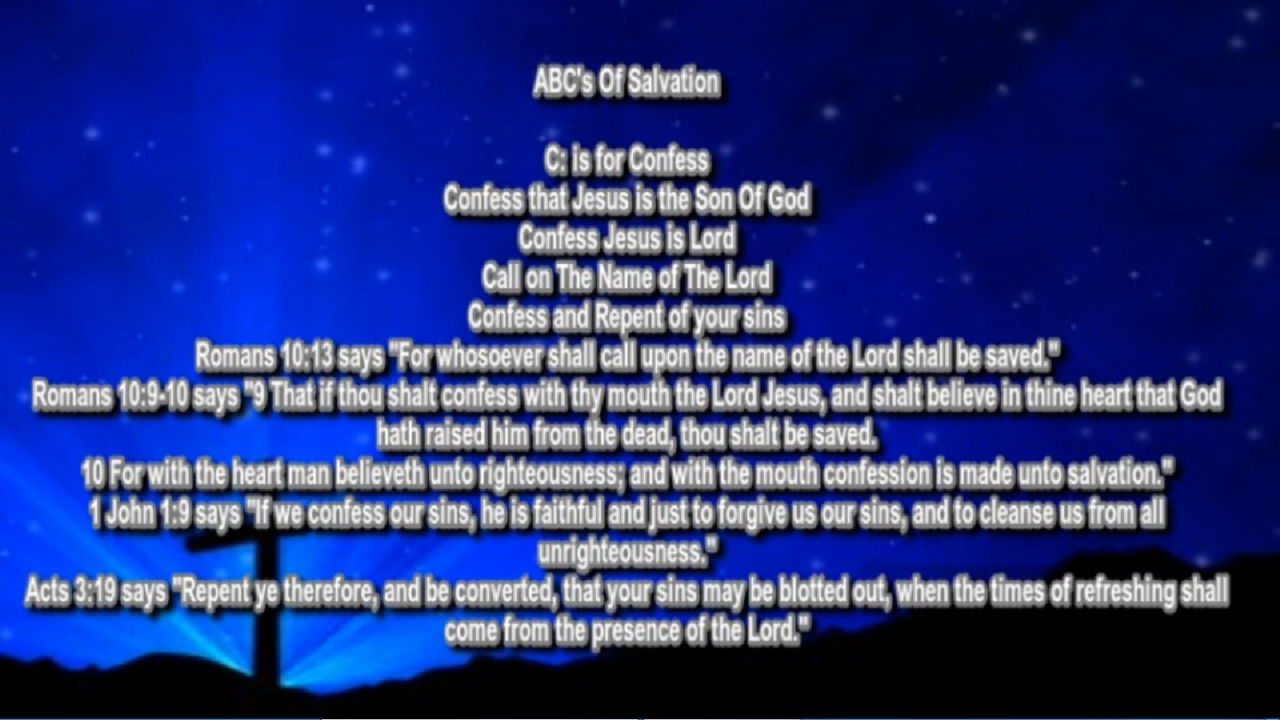 ABC's Of Salvation
C: is for Confess
Confess that Jesus is the Son Of God
Confess Jesus is Lord
Call on The Name of The Lord
Confess and Repent of your sins
Romans 10:13 says "For whosoever shall call upon the name of the Lord shall be saved."
Romans 10:9-10 says "9 That if thou shalt confess with thy mouth the Lord Jesus, and shalt believe in thine heart that God
hath raised him from the dead, thou shalt be saved.
10 For with the heart man believeth unto righteousness; and with the mouth confession is made unto salvation."
1 John 1:9 says "If we confess our sins, he is faithful and just to forgive us our sins, and to cleanse us from all
unrighteousness."
Acts 3:19 says "Repent ye therefore, and be converted, that your sins may be blotted out, when the times of refreshing shall
come from the presence of the Lord."